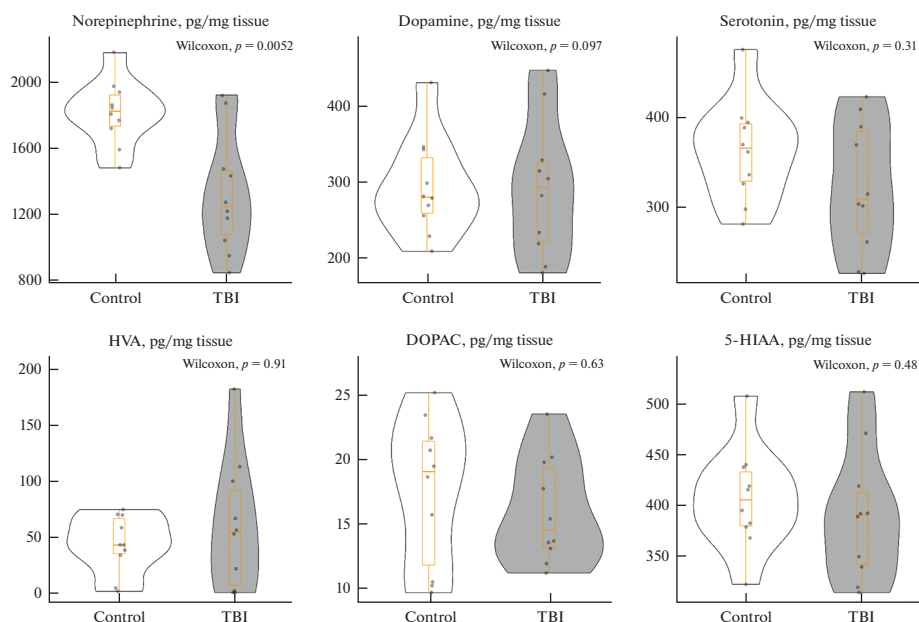 Norepinephrine, pg/mg tissue
Wilcoxon, p = 0.0052
2000
1600
1200
800
Control
TBI
Dopamine, pg/mg tissue
Wilcoxon, p = 0.097
400
300
200
Control
TBI
Serotonin, pg/mg tissue
Wilcoxon, p = 0.31
400
300
Control
TBI
HVA, pg/mg tissue
Wilcoxon, p = 0.91
200
150
100
50
0
Control
TBI
DOPAC, pg/mg tissue
Wilcoxon, p = 0.63
25
20
15
10
Control
TBI
5-HIAA, pg/mg tissue
Wilcoxon, p = 0.48
500
450
400
350
Control
TBI